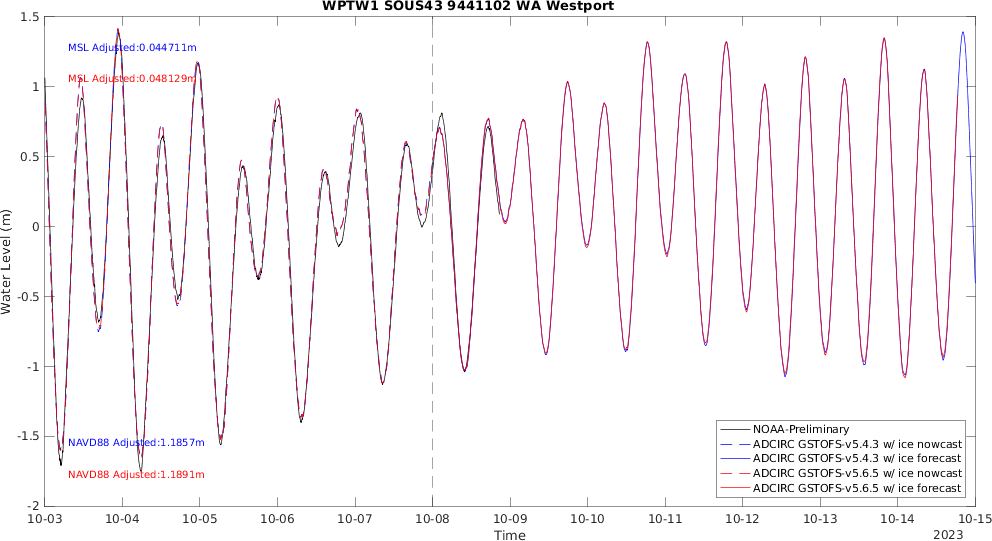 WPTW1 SOUS43 9441102 WA Westport
Water Level (m)
1.5
1
0.5
0
-0.5
-1
-1.5
-2
MSL Adjusted:0.044711m
MSL Adjusted:0.048129m
NAVD88 Adjusted:1.1857m
NAVD88 Adjusted:1.1891m
NOAA-Preliminary
ADCIRC GSTOFS-v5.4.3 w/ ice nowcast
ADCIRC GSTOFS-v5.4.3 w/ ice forecast
ADCIRC GSTOFS-v5.6.5 w/ ice nowcast
ADCIRC GSTOFS-v5.6.5 w/ ice forecast
10-03 10-04 10-05 10-06 10-07 10-08 10-09 10-10 10-11 10-12 10-13 10-14 10-15
Time
2023